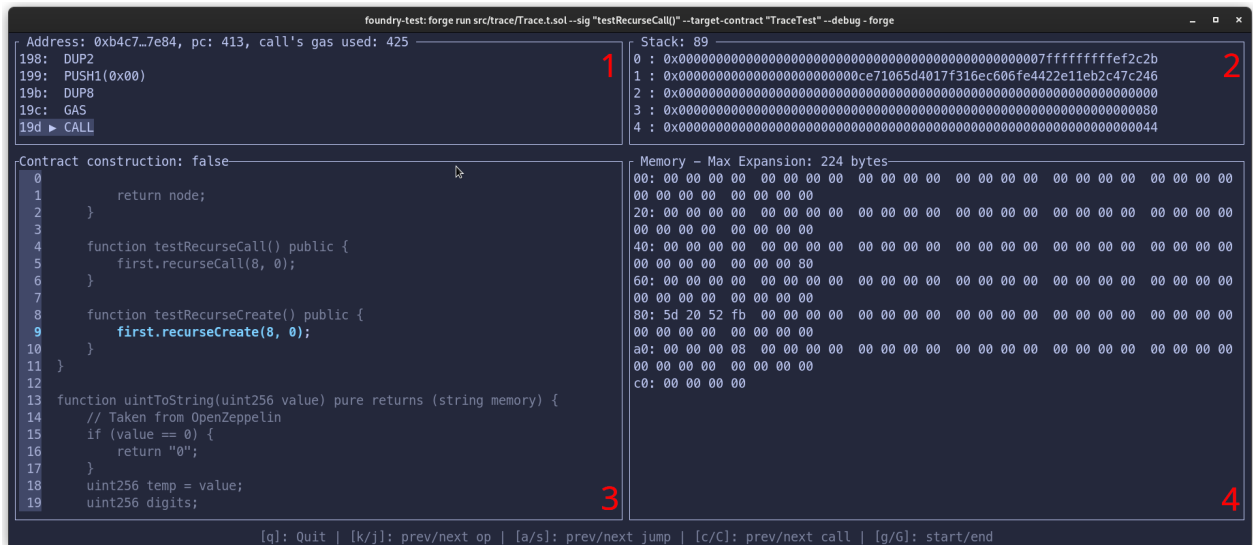 foundry-test: forge run src/trace/Trace.t.sol --sig "testRecurseCall()" --target-contract "TraceTest" --debug - forge
Address: 0xb4c7…7e84, pc: 413, call's gas used: 425
198: DUP2
199: PUSH1(0x00)
19b: DUP8
19c: GAS
19d ▶ CALL
1
Stack: 89
0 : 0x0000000000000000000000000000000000000000000000007fffffffffef2c2b
1 : 0x000000000000000000000000ce71065d4017f316ec606fe4422e11eb2c47c246
2 : 0x0000000000000000000000000000000000000000000000000000000000000000
3 : 0x0000000000000000000000000000000000000000000000000000000000000080
4 : 0x0000000000000000000000000000000000000000000000000000000000000044
2
Contract construction: false
0
1         return node;
2     }
3
4     function testRecurseCall() public {
5         first.recurseCall(8, 0);
6     }
7
8     function testRecurseCreate() public {
9         first.recurseCreate(8, 0);
10     }
11 }
12
13 function uintToString(uint256 value) pure returns (string memory) {
14     // Taken from OpenZeppelin
15     if (value == 0) {
16         return "0";
17     }
18     uint256 temp = value;
19     uint256 digits;
3
Memory – Max Expansion: 224 bytes
00: 00 00 00 00  00 00 00 00  00 00 00 00  00 00 00 00  00 00 00 00  00 00 00 00
00 00 00 00  00 00 00 00
20: 00 00 00 00  00 00 00 00  00 00 00 00  00 00 00 00  00 00 00 00  00 00 00 00
00 00 00 00  00 00 00 00
40: 00 00 00 00  00 00 00 00  00 00 00 00  00 00 00 00  00 00 00 00  00 00 00 00
00 00 00 00  00 00 00 80
60: 00 00 00 00  00 00 00 00  00 00 00 00  00 00 00 00  00 00 00 00  00 00 00 00
00 00 00 00  00 00 00 00
80: 5d 20 52 fb  00 00 00 00  00 00 00 00  00 00 00 00  00 00 00 00  00 00 00 00
00 00 00 00  00 00 00 00
a0: 00 00 00 08  00 00 00 00  00 00 00 00  00 00 00 00  00 00 00 00  00 00 00 00
00 00 00 00  00 00 00 00
c0: 00 00 00 00
4
[q]: Quit | [k/j]: prev/next op | [a/s]: prev/next jump | [c/C]: prev/next call | [g/G]: start/end